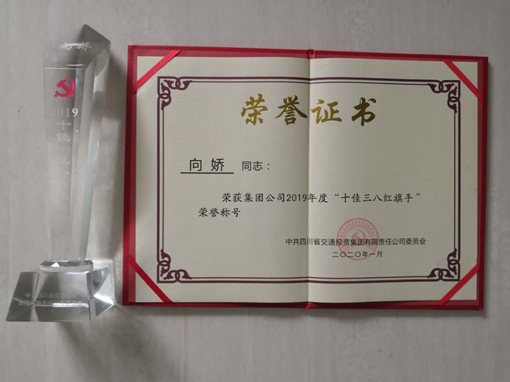 2019
荣誉证书
向娇 同志：
荣获集团公司2019年度“十佳三八红旗手”
荣誉称号
中共四川省交通投资集团有限责任公司委员会
二〇二〇年一月